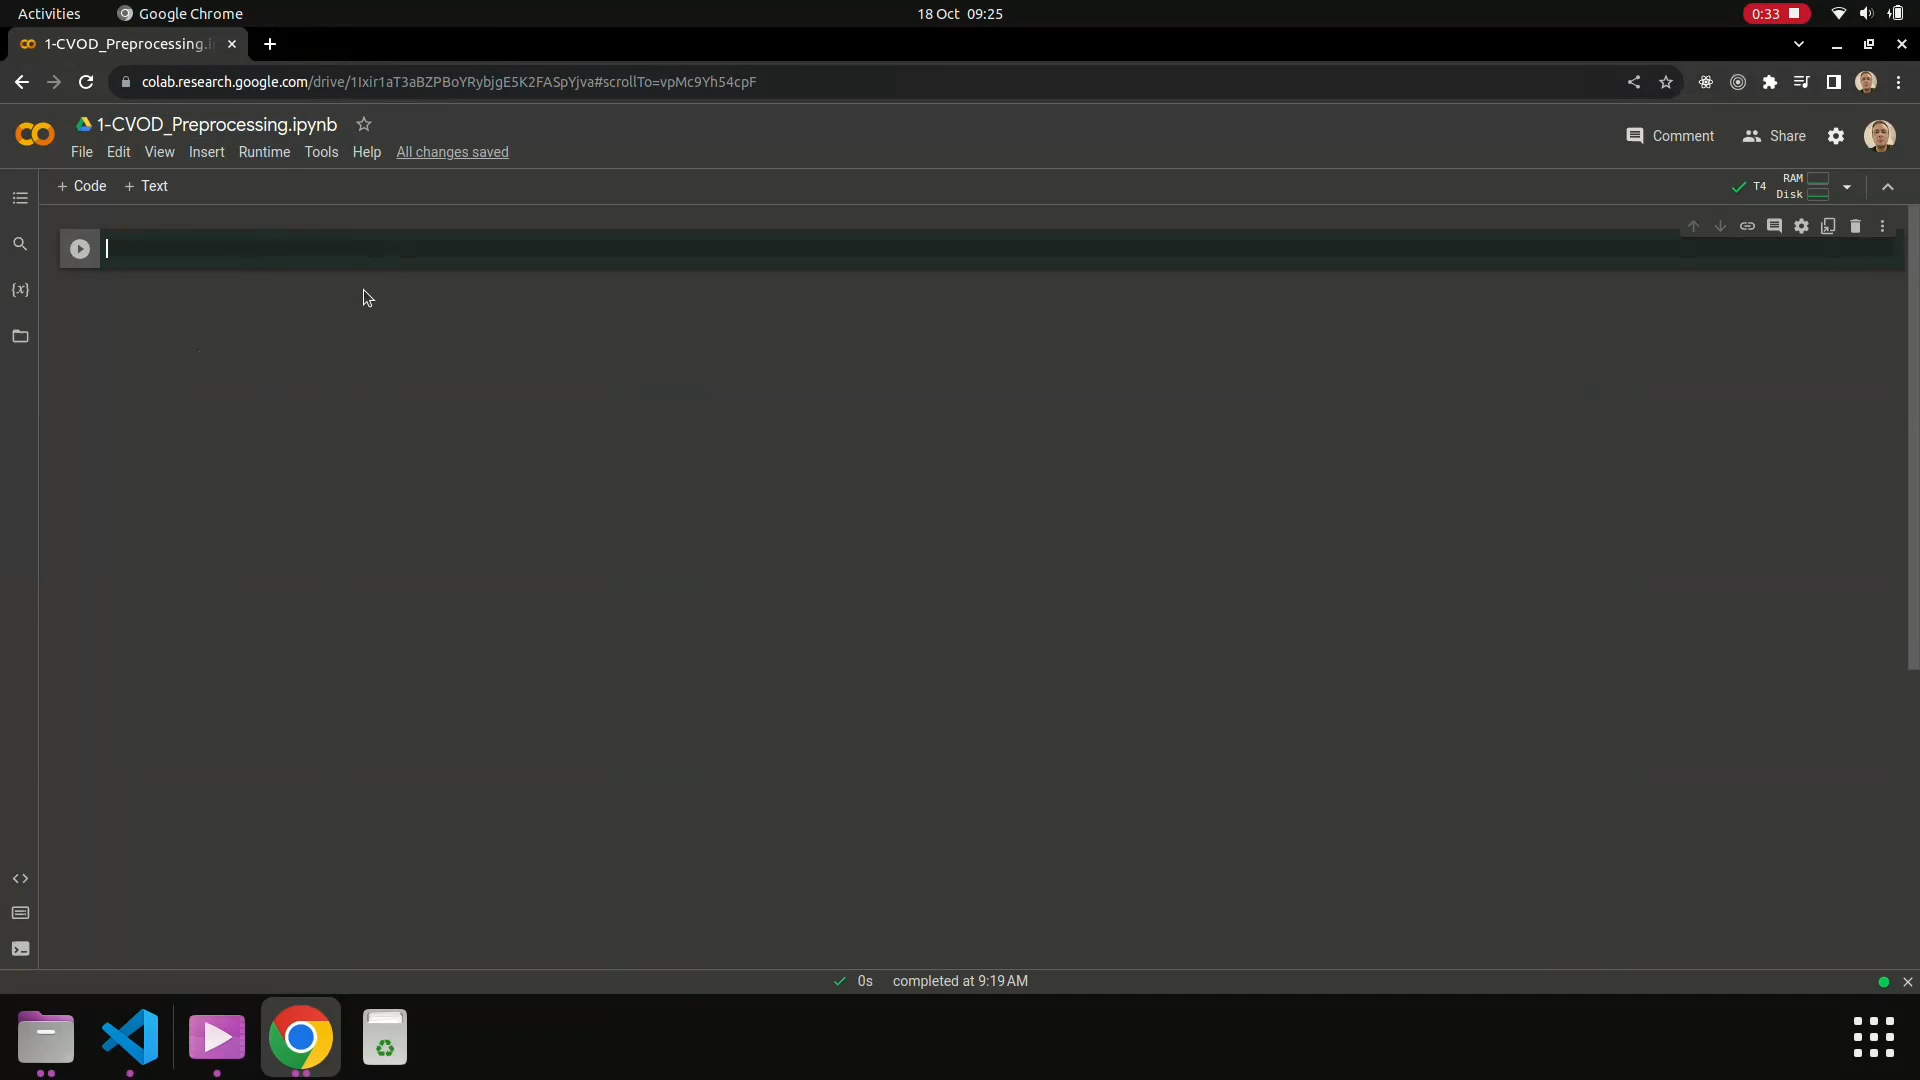 Activities Google Chrome 18 Oct 09:25 0:33
1-CVOD_Preprocessing.i
colab.research.google.com/drive/1Ixir1aT3aBZPBoYRybjgE5K2FASpYjva#scrollTo=vpMc9Yh54cpF
1-CVOD_Preprocessing.ipynb
Comment Share
File Edit View Insert Runtime Tools Help All changes saved
+ Code + Text
T4 RAM
Disk
{x}
0s completed at 9:19 AM